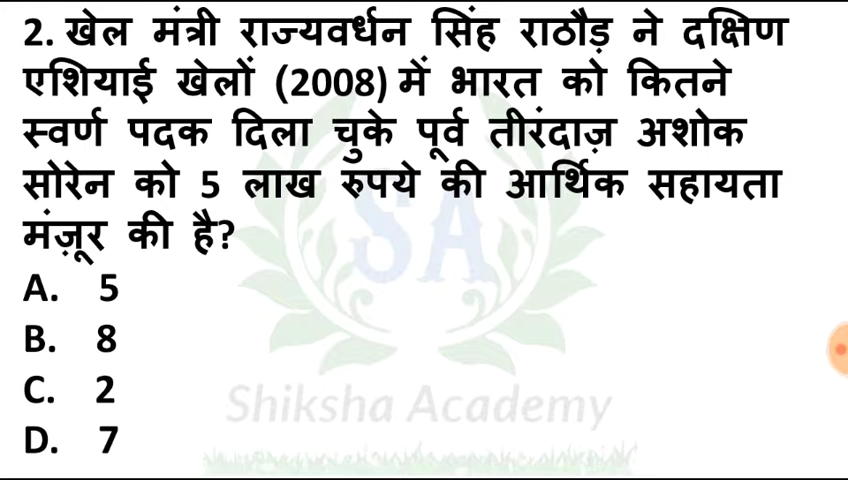 2. खेल मंत्री राज्यवर्धन सिंह राठौड़ ने दक्षिण
एशियाई खेलों (2008) में भारत को कितने
स्वर्ण पदक दिला चुके पूर्व तीरंदाज़ अशोक
सोरेन को 5 लाख रुपये की आर्थिक सहायता
मंज़ूर की है?
A. 5
B. 8
C. 2
D. 7
SA
Shiksha Academy